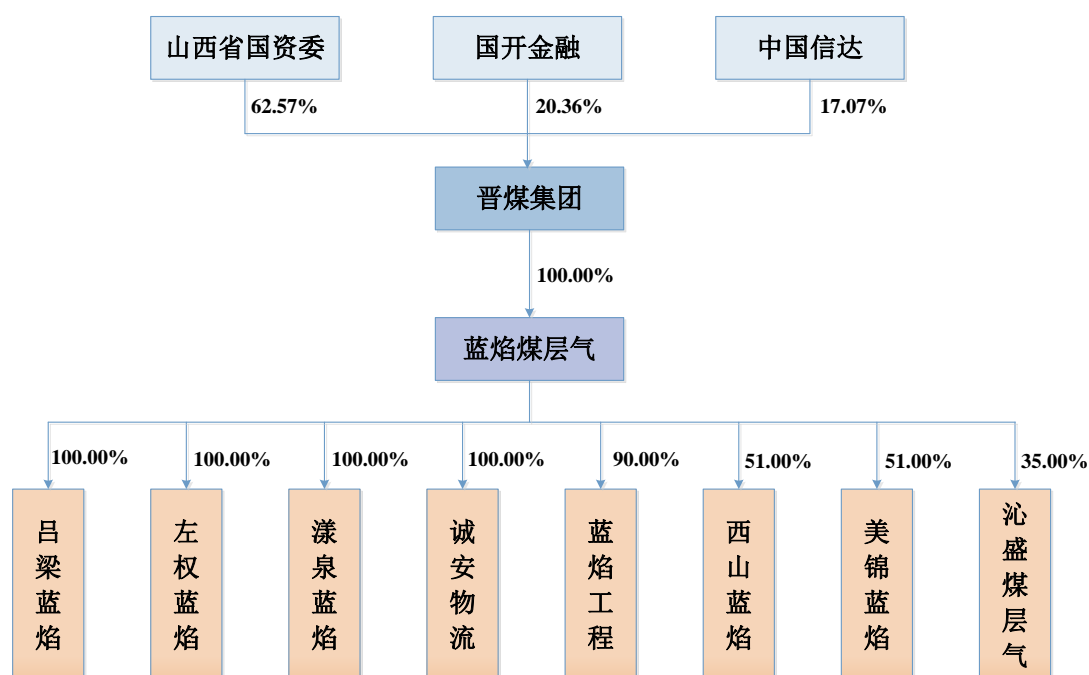 山西省国资委
国开金融
中国信达
62.57%
20.36%
17.07%
晋煤集团
100.00%
蓝焰煤层气
100.00%
100.00%
100.00%
100.00%
90.00%
51.00%
51.00%
35.00%
吕梁蓝焰
左权蓝焰
漾泉蓝焰
诚安物流
蓝焰工程
西山蓝焰
美锦蓝焰
沁盛煤层气